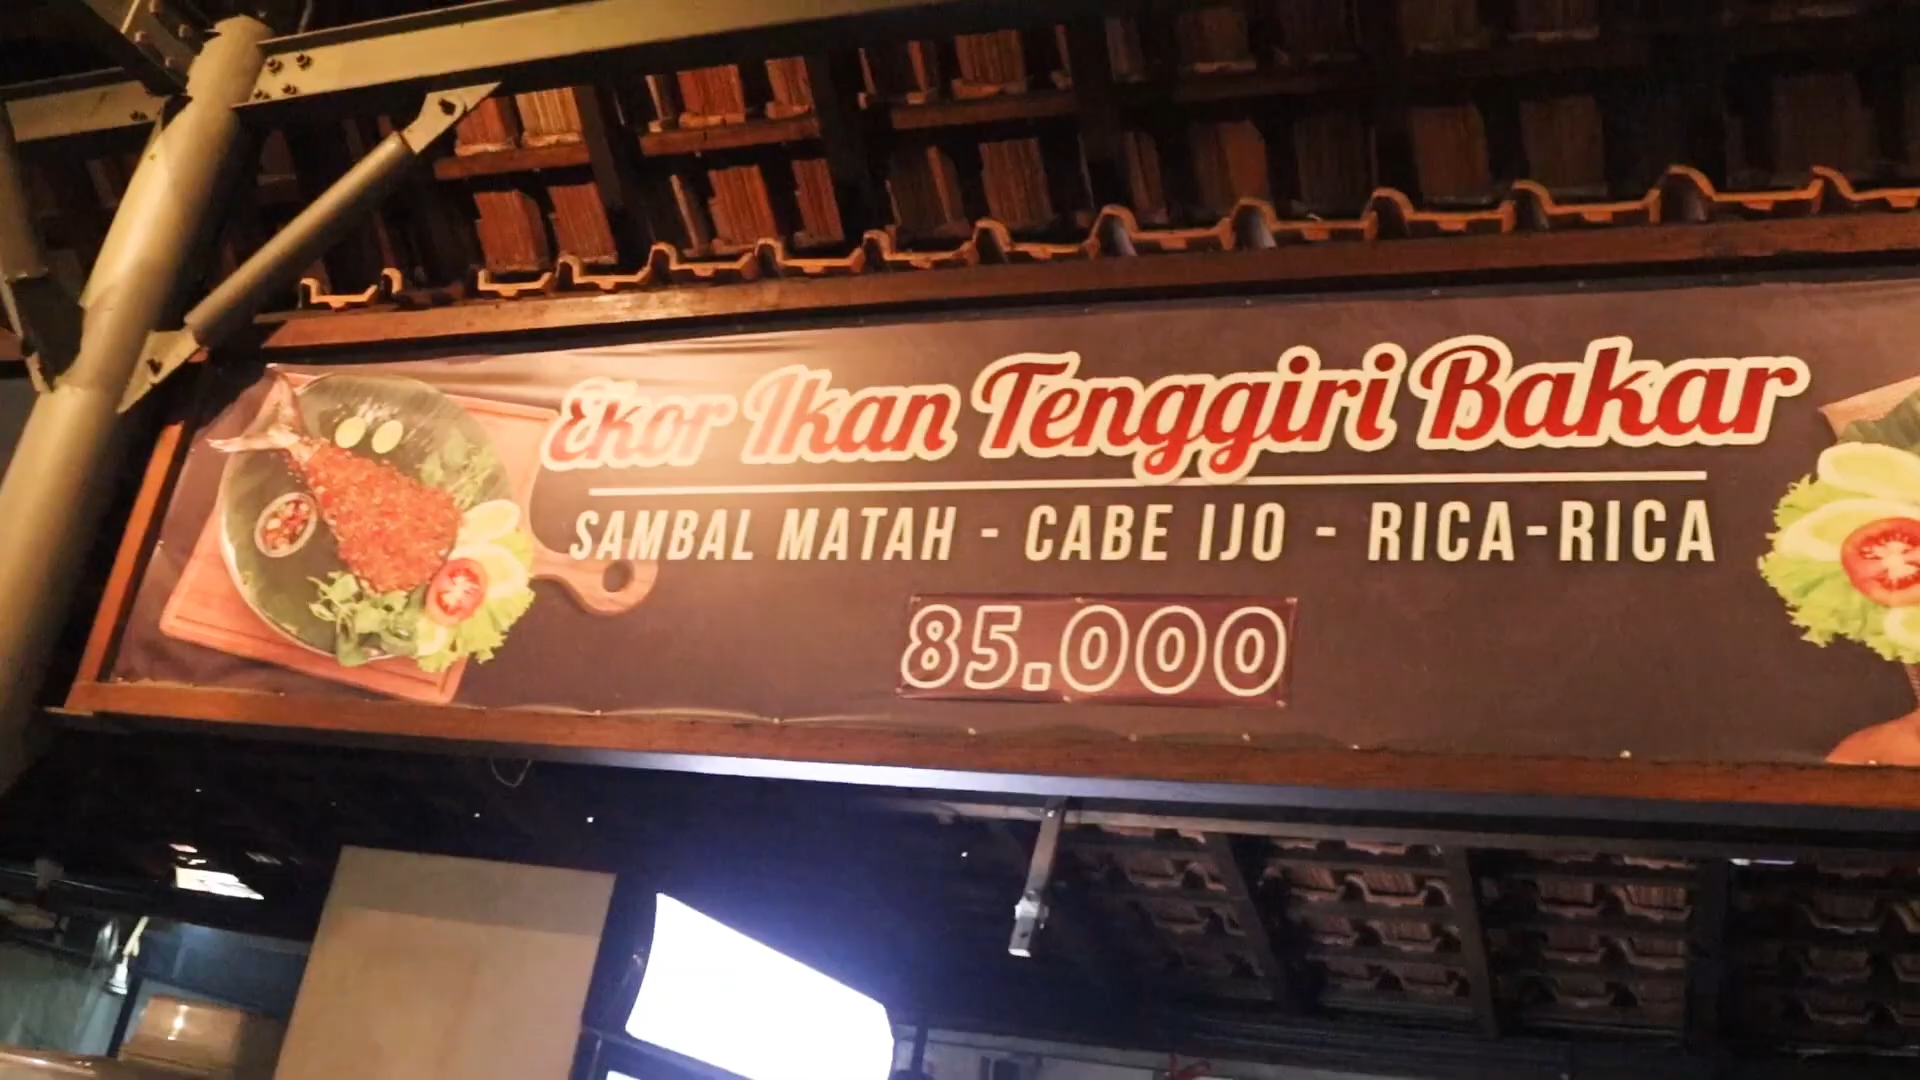 Ekor Ikan Tenggiri Bakar
SAMBAL MATAH - CABE IJO - RICA-RICA
85.000